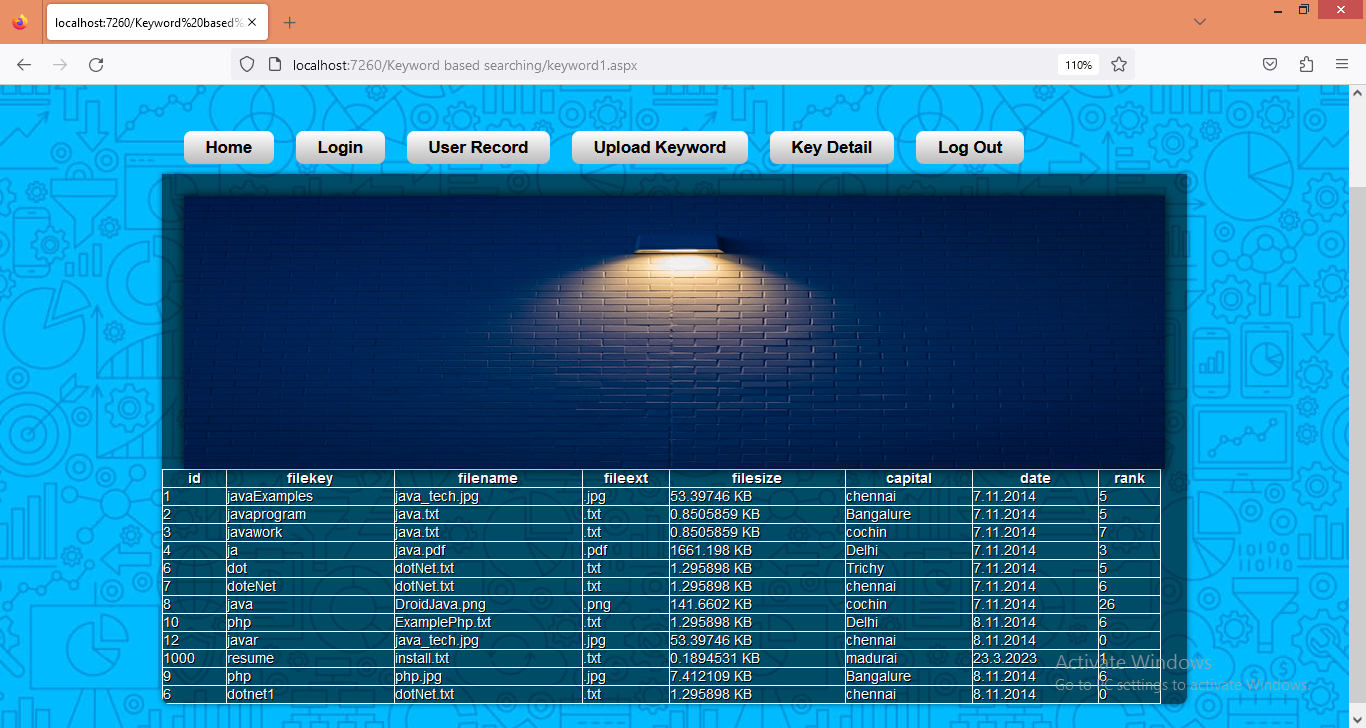 localhost:7260/Keyword%20based%
localhost:7260/Keyword based searching/keyword1.aspx 110%
Home Login User Record Upload Keyword Key Detail Log Out
id filekey filename fileext filesize capital date rank
1 javaExamples java_tech.jpg .jpg 53.39746 KB chennai 7.11.2014 5
2 javaprogram java.txt .txt 0.8505859 KB Bangalure 7.11.2014 5
3 javawork java.txt .txt 0.8505859 KB cochin 7.11.2014 7
4 ja java.pdf .pdf 1661.198 KB Delhi 7.11.2014 3
6 dot dotNet.txt .txt 1.295898 KB Trichy 7.11.2014 5
7 doteNet dotNet.txt .txt 1.295898 KB chennai 7.11.2014 6
8 java DroidJava.png .png 141.6602 KB cochin 7.11.2014 26
10 php ExamplePhp.txt .txt 1.295898 KB Delhi 8.11.2014 6
12 javar java_tech.jpg .jpg 53.39746 KB chennai 8.11.2014 0
1000 resume install.txt .txt 0.1894531 KB madurai 23.3.2023
Activate Windows
9 php php.jpg .jpg 7.412109 KB Bangalure 8.11.2014 6
Go to PC settings to activate Windows.
6 dotnet1 dotNet.txt .txt 1.295898 KB chennai 8.11.2014 0